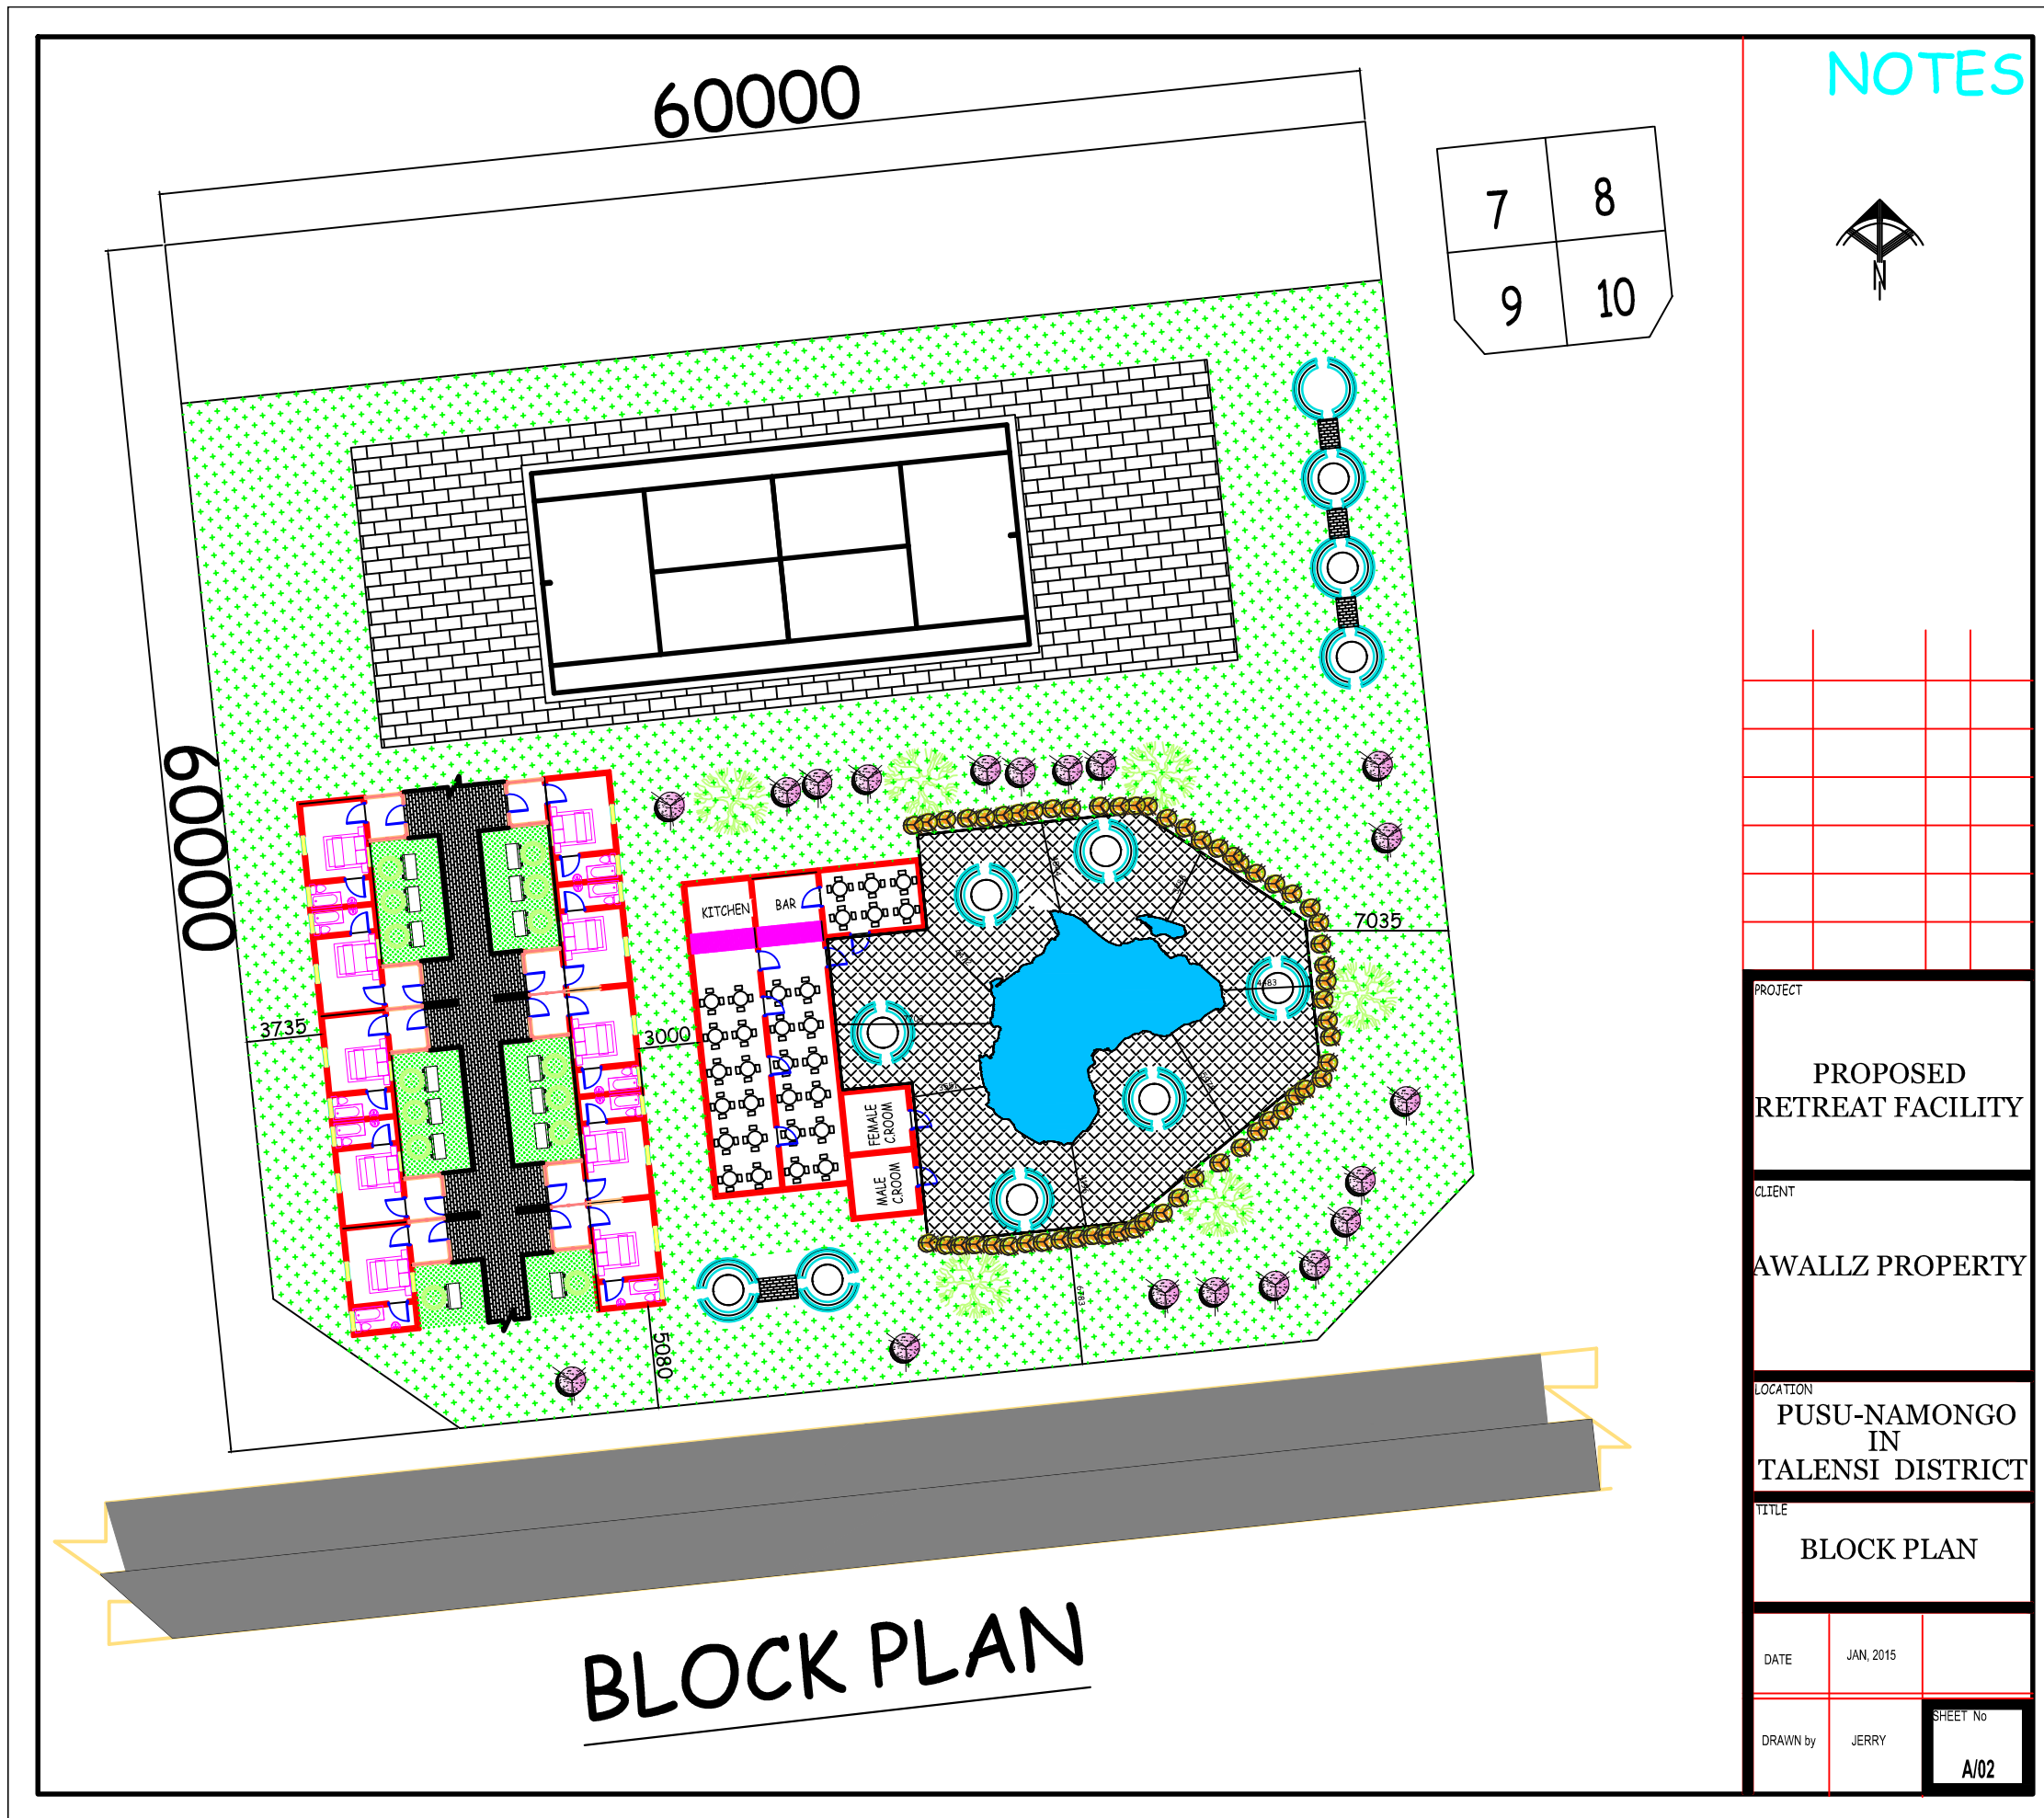 60000
60000
7
8
9
10
NOTES
N
KITCHEN
BAR
3735
3000
7035
4483
FEMALE
C.ROOM
MALE
C.ROOM
5080
6783
BLOCK PLAN
PROJECT
PROPOSED
RETREAT FACILITY
CLIENT
AWALLZ PROPERTY
LOCATION
PUSU-NAMONGO
IN
TALENSI DISTRICT
TITLE
BLOCK PLAN
DATE
JAN, 2015
DRAWN by
JERRY
SHEET No
A/02